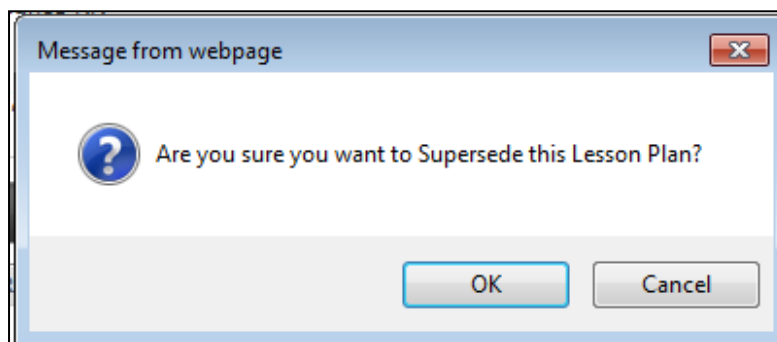 Message from webpage
Are you sure you want to Supersede this Lesson Plan?
OK
Cancel